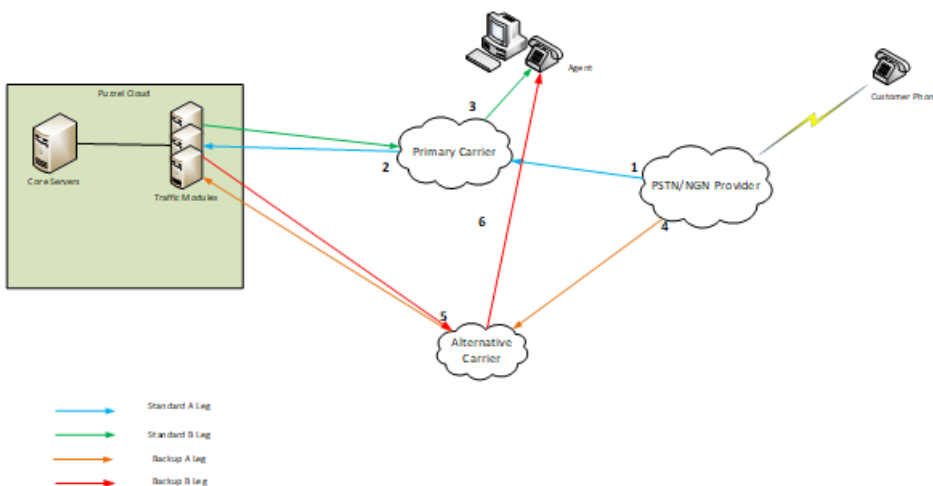 Agent
Customer Phon
Puzzel Cloud
3
Primary Carrier
2
1
PSTN/NGN Provider
Core Servers
Traffic Modules
6
4
5
Alternative
Carrier
Standard A Leg
Standard B Leg
Backup A leg
Backup B leg